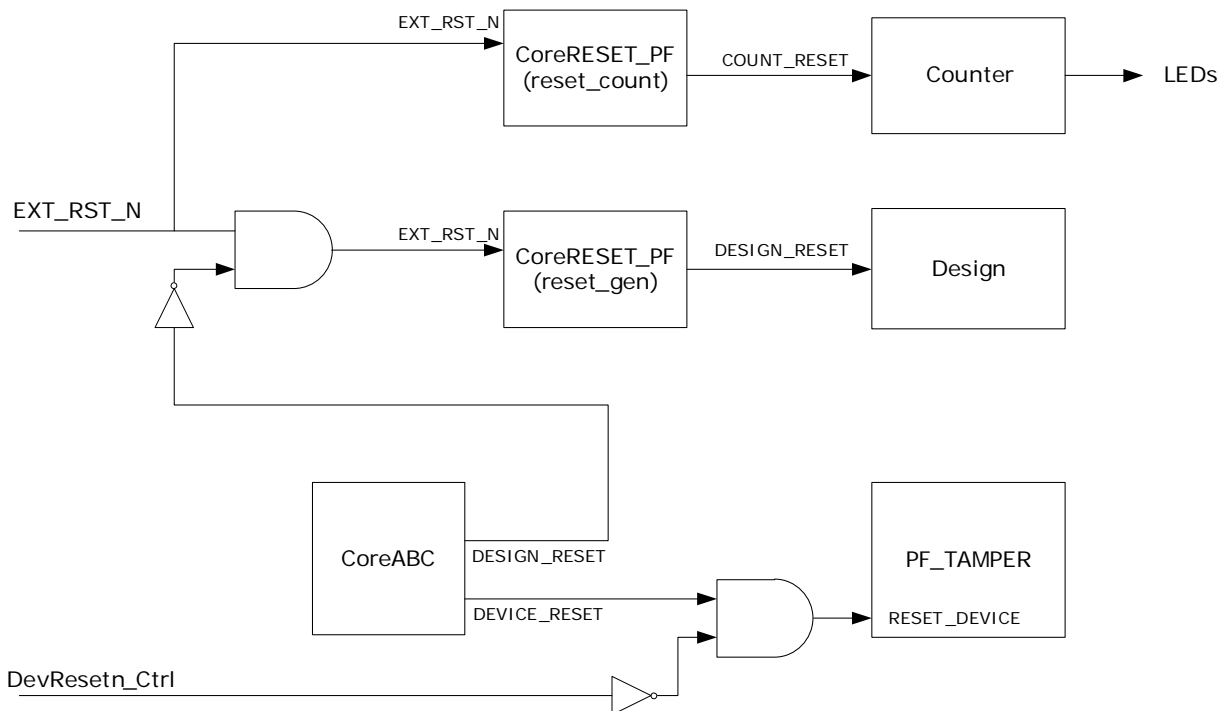 EXT_RST_N
CoreRESET_PF
(reset_count)
COUNT_RESET
Counter
LEDs
EXT_RST_N
EXT_RST_N
CoreRESET_PF
(reset_gen)
DESIGN_RESET
Design
CoreABC
DESIGN_RESET
DEVICE_RESET
PF_TAMPER
RESET_DEVICE
DevResetn_Ctrl